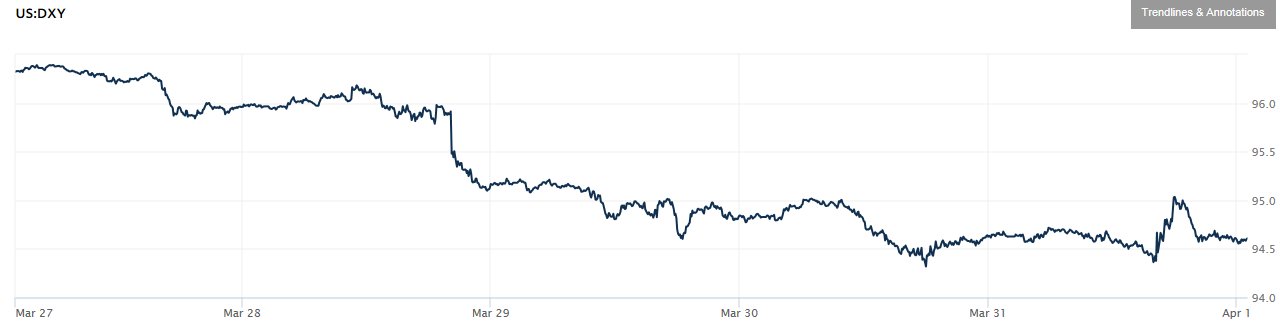 US:DXY
Trendlines & Annotations
96.0
95.5
95.0
94.5
94.0
Mar 27
Mar 28
Mar 29
Mar 30
Mar 31
Apr 1